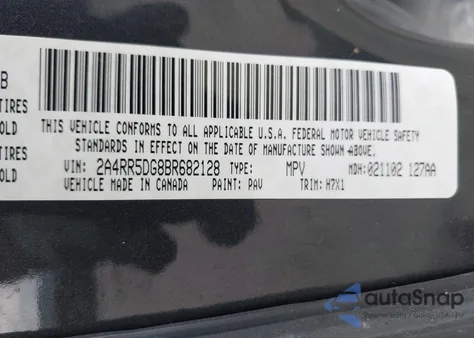 B
TIRES
OLD
TIRES
OLD
THIS VEHICLE CONFORMS TO ALL APPLICABLE U.S.A. FEDERAL MOTOR VEHICLE SAFETY
STANDARDS IN EFFECT ON THE DATE OF MANUFACTURE SHOWN ABOVE.
VIN: 2A4RR5DG8BR682128 TYPE: MPV MDH: 021102 127AA
VEHICLE MADE IN CANADA PAINT: PAV TRIM: H7X1
autaSnap